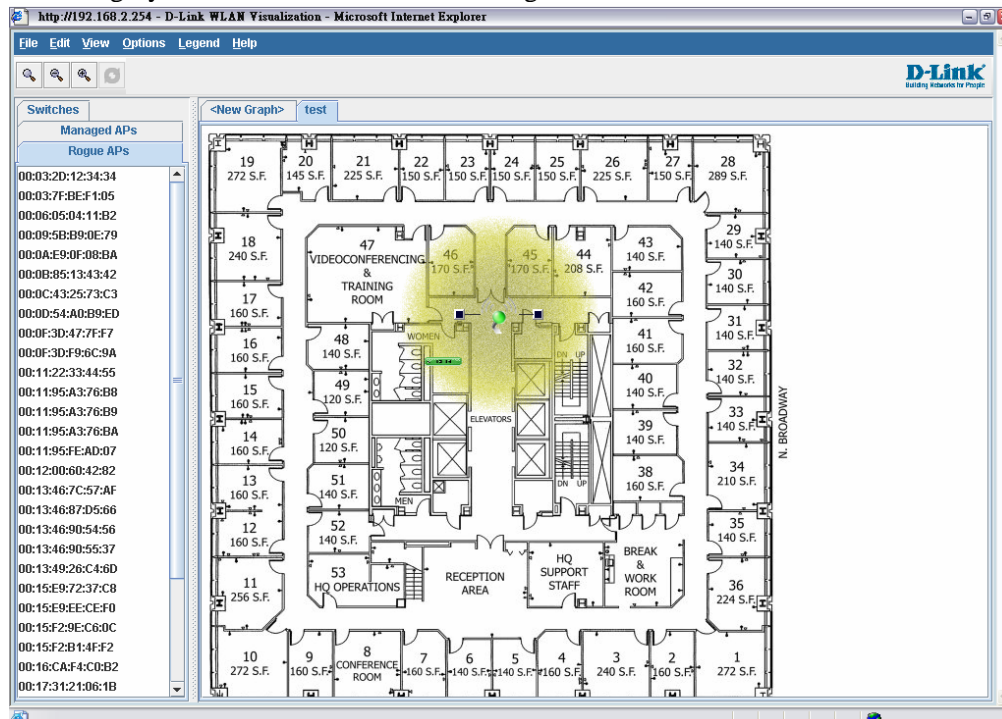 http://192.168.2.254 - D-Link WLAN Visualization - Microsoft Internet Explorer
File Edit View Options Legend Help
D-Link
Building Networks for People
Switches
Managed APs
Rogue APs
00:03:2D:12:34:34
00:03:7F:BE:F1:05
00:06:05:04:11:B2
00:09:5B:B9:0E:79
00:0A:E9:0F:08:BA
00:0B:85:13:43:42
00:0C:43:25:73:C3
00:0D:54:A0:B9:ED
00:0F:3D:47:7F:F7
00:0F:3D:F9:6C:9A
00:11:22:33:44:55
00:11:95:A3:76:B8
00:11:95:A3:76:B9
00:11:95:A3:76:BA
00:11:95:FE:AD:07
00:12:00:60:42:82
00:13:46:7C:57:AF
00:13:46:87:D5:66
00:13:46:90:54:56
00:13:46:90:55:37
00:13:49:26:C4:6D
00:15:E9:72:37:C8
00:15:E9:EE:CE:F0
00:15:F2:9E:C6:0C
00:15:F2:B1:4F:F2
00:16:CA:F4:C0:B2
00:17:31:21:06:1B
<New Graph> test
19
272 S.F.
20
145 S.F.
21
225 S.F.
22
150 S.F.
23
150 S.F.
24
150 S.F.
25
150 S.F.
26
225 S.F.
27
150 S.F.
28
289 S.F.
18
240 S.F.
47
VIDEOCONFERENCING
&
TRAINING
ROOM
46
170 S.F.
45
170 S.F.
44
208 S.F.
43
140 S.F.
29
140 S.F.
42
160 S.F.
30
140 S.F.
17
160 S.F.
41
160 S.F.
31
140 S.F.
16
160 S.F.
48
140 S.F.
WOMEN
DN UP
40
140 S.F.
32
140 S.F.
15
160 S.F.
49
120 S.F.
39
140 S.F.
33
140 S.F.
N. BROADWAY
ELEVATORS
14
160 S.F.
50
120 S.F.
38
160 S.F.
34
210 S.F.
13
160 S.F.
51
140 S.F.
MEN
DN UP
12
160 S.F.
52
140 S.F.
35
140 S.F.
11
256 S.F.
53
HQ OPERATIONS
RECEPTION
AREA
HQ
SUPPORT
STAFF
BREAK
&
WORK
ROOM
36
224 S.F.
10
272 S.F.
9
160 S.F.
8
CONFERENCE
ROOM
7
160 S.F.
6
140 S.F.
5
140 S.F.
4
160 S.F.
3
240 S.F.
2
160 S.F.
1
272 S.F.